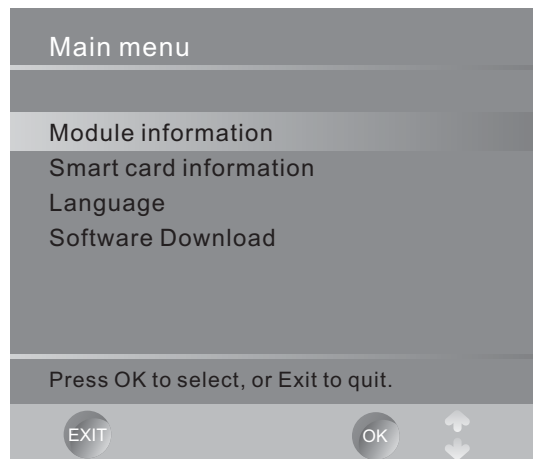 Main menu
Module information
Smart card information
Language
Software Download
Press OK to select, or Exit to quit.
EXIT OK